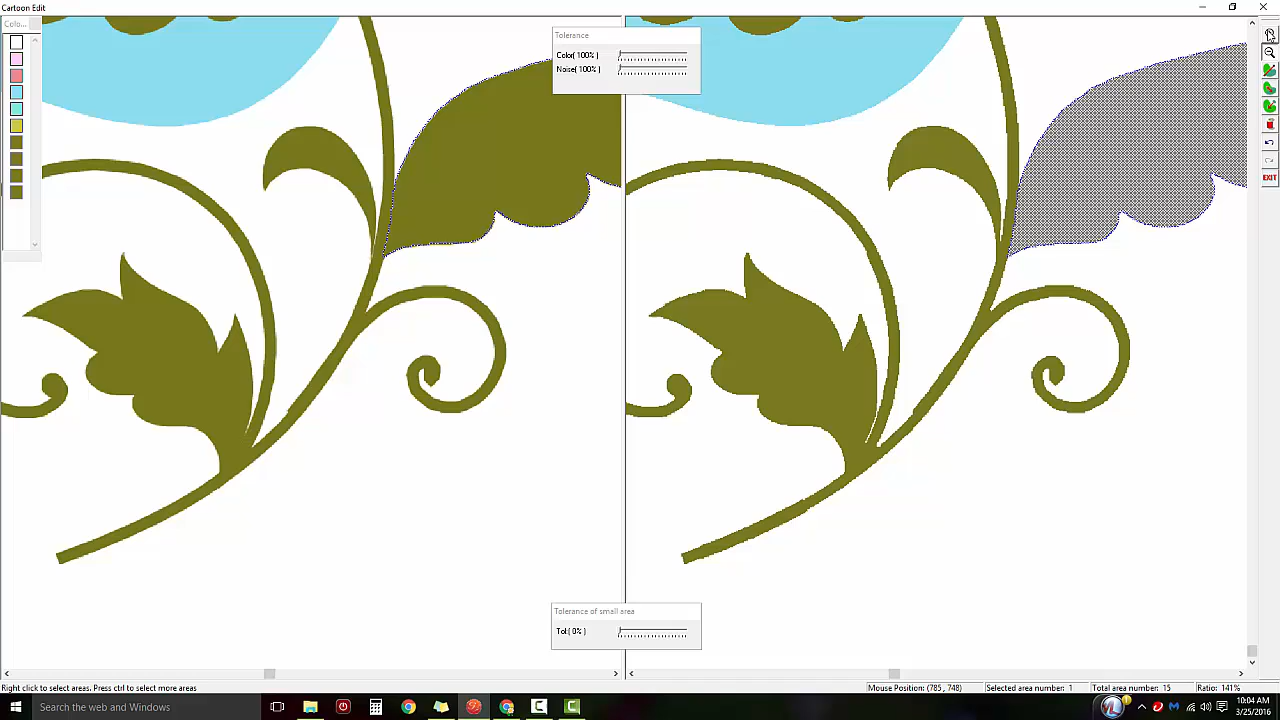 Cartoon Edit
Colo...
Tolerance
Color( 100% )
Noise( 100% )
EXIT
Tolerance of small area
Tol:( 0% )
Right click to select areas. Press ctrl to select more areas
Mouse Position: (785 , 748)
Selected area number: 1
Total area number: 15
Ratio: 141%
Search the web and Windows
10:04 AM
3/25/2016